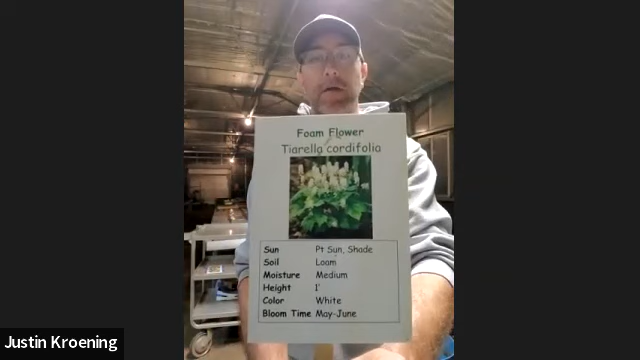 Foam Flower
Tiarella cordifolia
Sun Pt Sun, Shade
Soil Loam
Moisture Medium
Height 1'
Color White
Bloom Time May-June
Justin Kroening